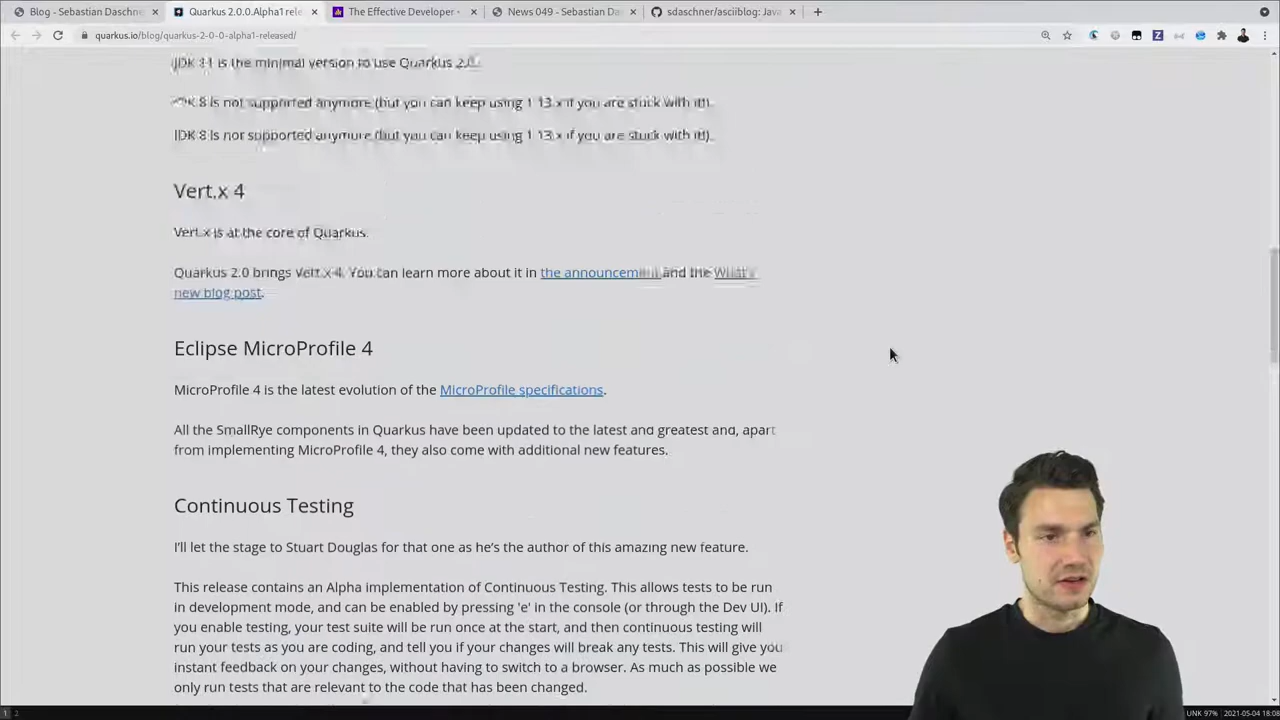 Blog - Sebastian Daschne
Quarkus 2.0.0.Alpha1 rele
The Effective Developer -
News 049 - Sebastian Da
sdaschner/asciiblog: Java
quarkus.io/blog/quarkus-2-0-0-alpha1-released/
JDK 11 is the minimal version to use Quarkus 2.0.
JDK 8 is not supported anymore (but you can keep using 1.13.x if you are stuck with it!).
JDK 8 is not supported anymore (but you can keep using 1.13.x if you are stuck with it!).
Vert.x 4
Vert.x is at the core of Quarkus.
Quarkus 2.0 brings Vert.x 4. You can learn more about it in the announcement and the What's
new blog post.
Eclipse MicroProfile 4
MicroProfile 4 is the latest evolution of the MicroProfile specifications.
All the SmallRye components in Quarkus have been updated to the latest and greatest and, apart
from implementing MicroProfile 4, they also come with additional new features.
Continuous Testing
I'll let the stage to Stuart Douglas for that one as he's the author of this amazing new feature.
This release contains an Alpha implementation of Continuous Testing. This allows tests to be run
in development mode, and can be enabled by pressing 'e' in the console (or through the Dev UI). If
you enable testing, your test suite will be run once at the start, and then continuous testing will
run your tests as you are coding, and tell you if your changes will break any tests. This will give you
instant feedback on your changes, without having to switch to a browser. As much as possible we
only run tests that are relevant to the code that has been changed.
1 2
UNK 97% 2021-05-04 18:08